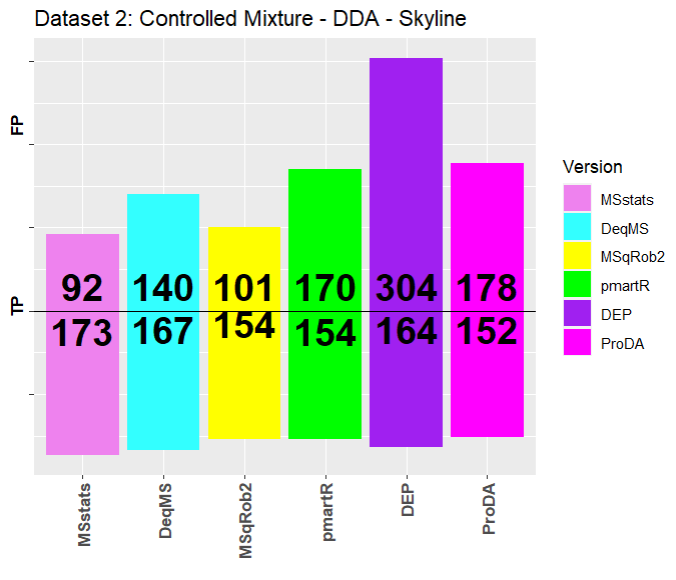 Dataset 2: Controlled Mixture - DDA - Skyline
FP
TP
92 140 101 170 304 178
173 167 154 154 164 152
MSstats DeqMS MSqRob2 pmartR DEP ProDA
Version
MSstats
DeqMS
MSqRob2
pmartR
DEP
ProDA